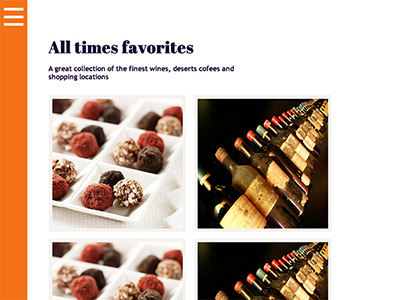 All times favorites
A great collection of the finest wines, deserts cofees and
shopping locations